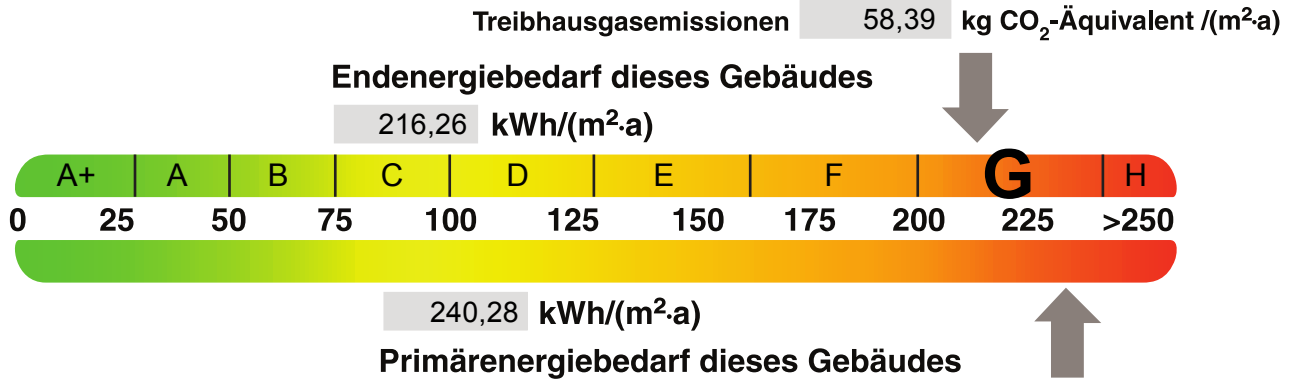 Treibhausgasemissionen 58,39 kg CO₂-Äquivalent /(m²·a)
Endenergiebedarf dieses Gebäudes
216,26 kWh/(m²·a)
A+ A B C D E F G H
0 25 50 75 100 125 150 175 200 225 >250
240,28 kWh/(m²·a)
Primärenergiebedarf dieses Gebäudes